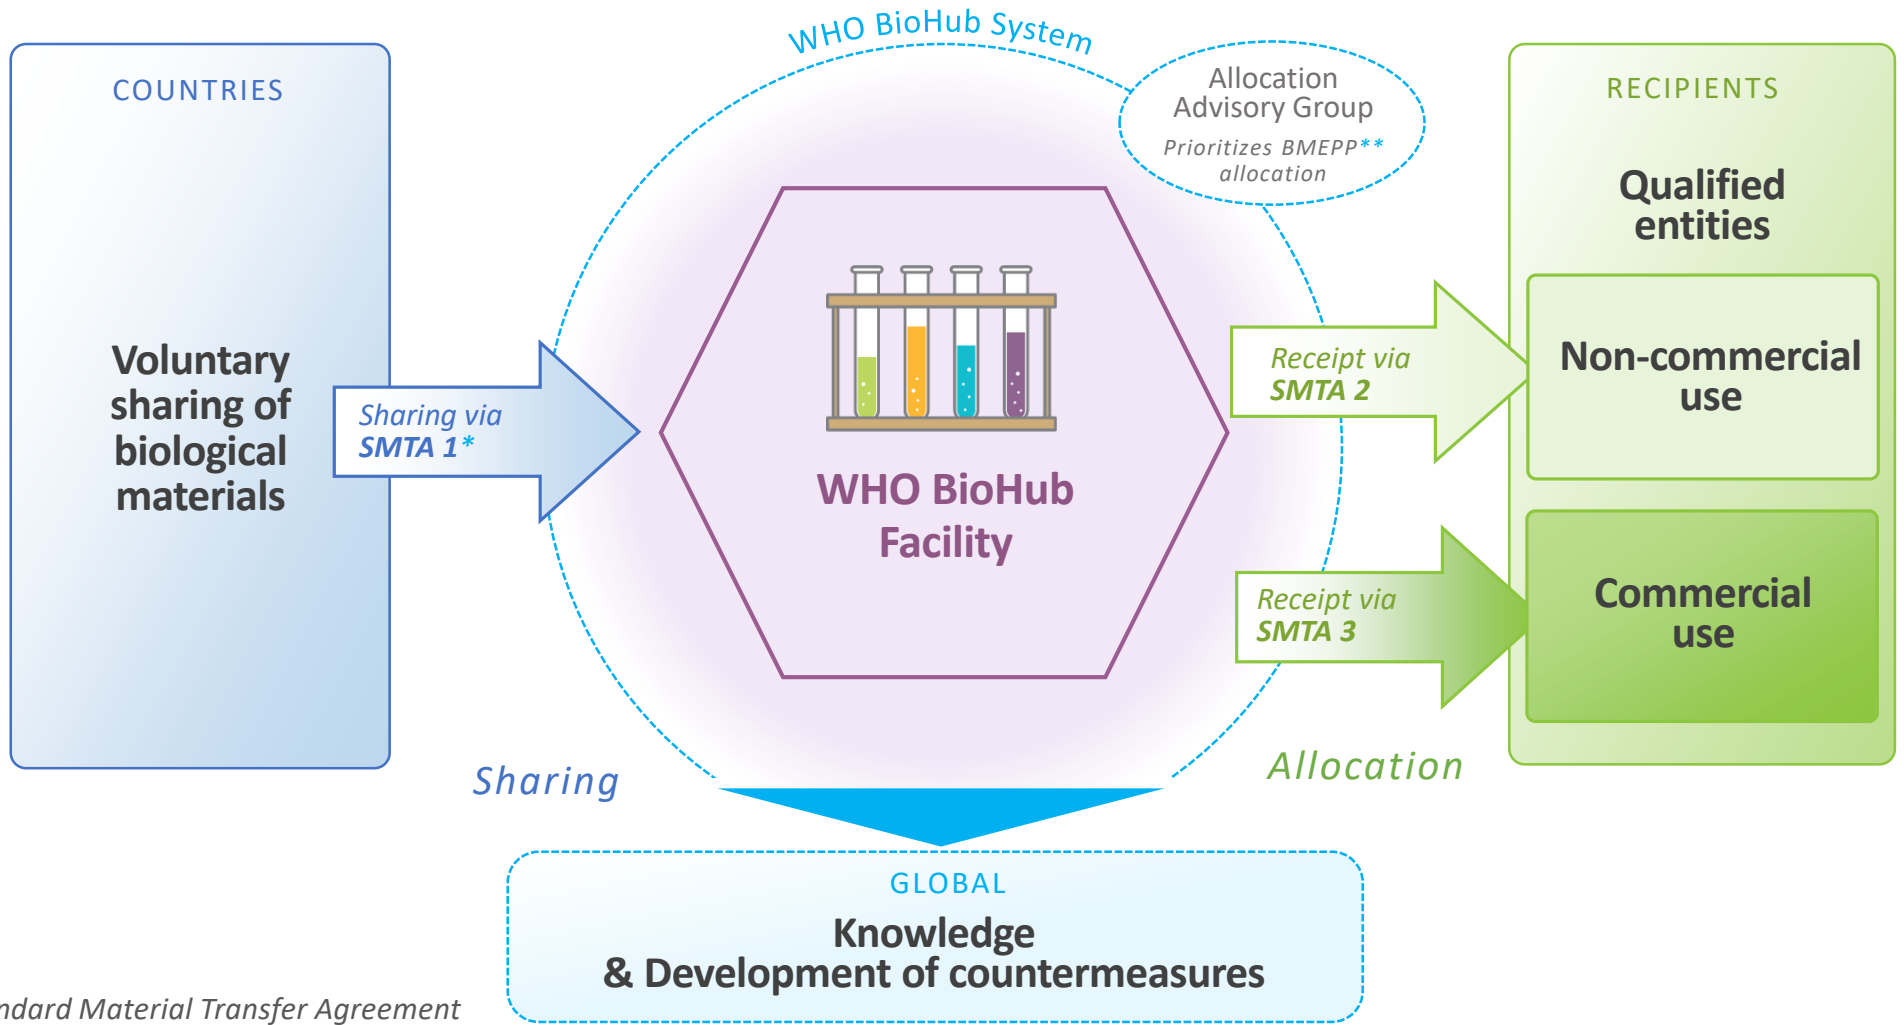 WHO BioHub System
COUNTRIES
Voluntary
sharing of
biological
materials
Sharing via
SMTA 1*
Allocation
Advisory Group
Prioritizes BMEPP**
allocation
WHO BioHub
Facility
Receipt via
SMTA 2
Receipt via
SMTA 3
RECIPIENTS
Qualified
entities
Non-commercial
use
Commercial
use
Sharing
Allocation
GLOBAL
Knowledge
& Development of countermeasures
Material Transfer Agreement